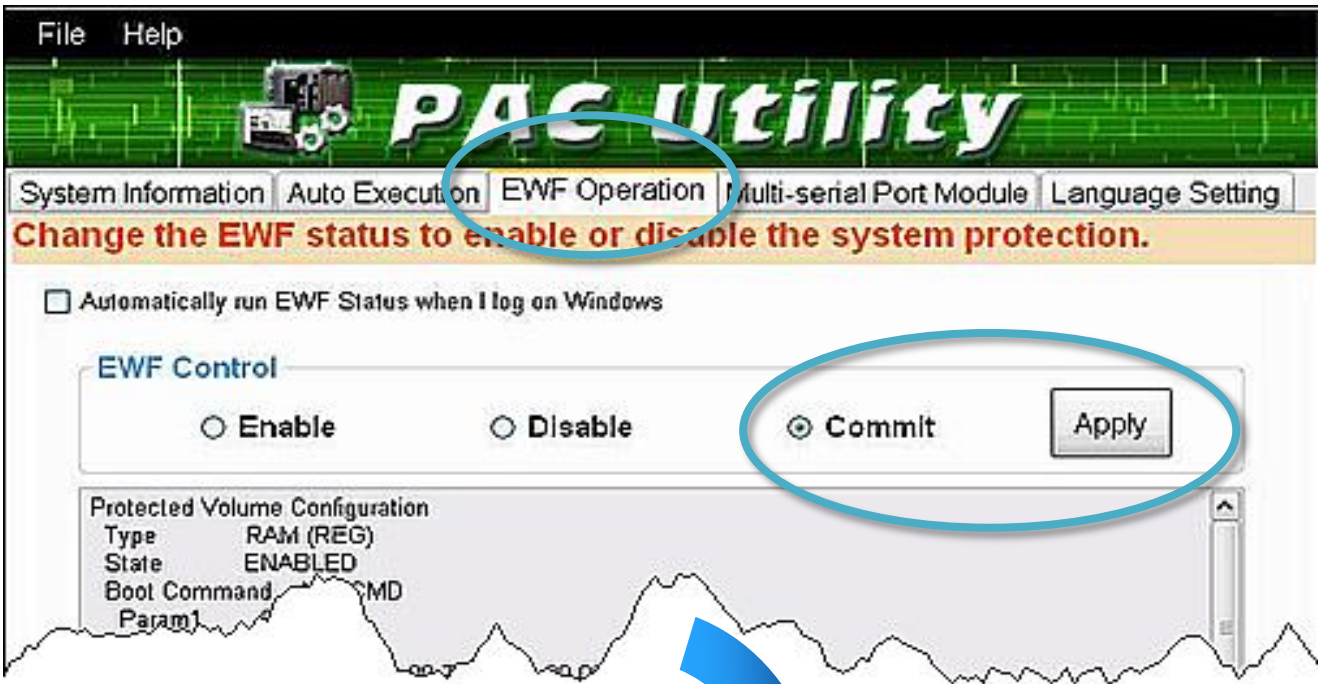 File Help
PAC Utility
System Information Auto Execution EWF Operation Multi-serial Port Module Language Setting
Change the EWF status to enable or disable the system protection.
Automatically run EWF Status when I log on Windows
EWF Control
Enable Disable Commit Apply
Protected Volume Configuration
Type RAM (REG)
State ENABLED
Boot Command
Param1